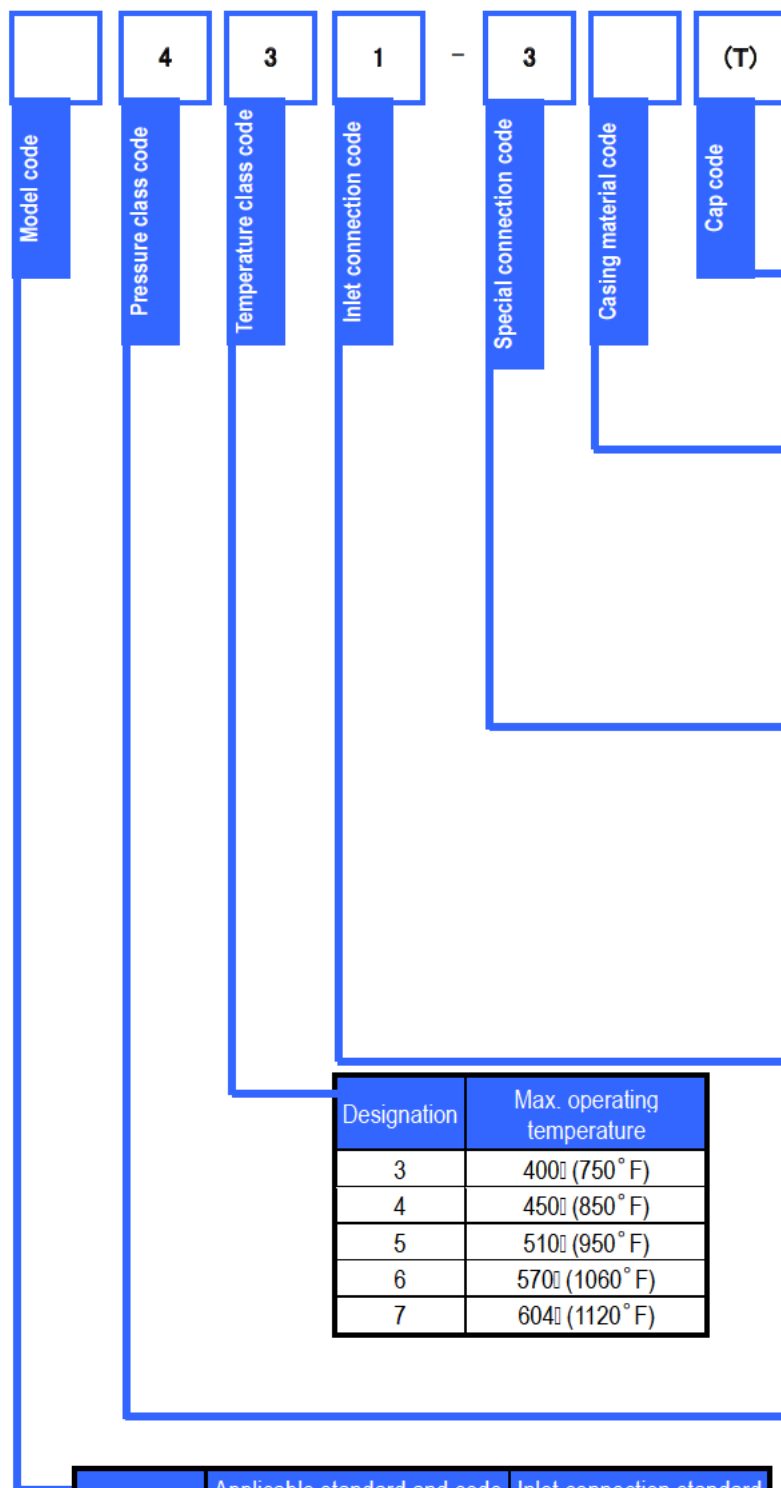 4 3 1 - 3 (T)
Model code
Pressure class code
Temperature class code
Inlet connection code
Special connection code
Casing material code
Cap code
Designation Max. operating
temperature
3 400▯ (750°F)
4 450▯ (850°F)
5 510▯ (950°F)
6 570▯ (1060°F)
7 604▯ (1120°F)
Applicable standard and code Inlet connection standard